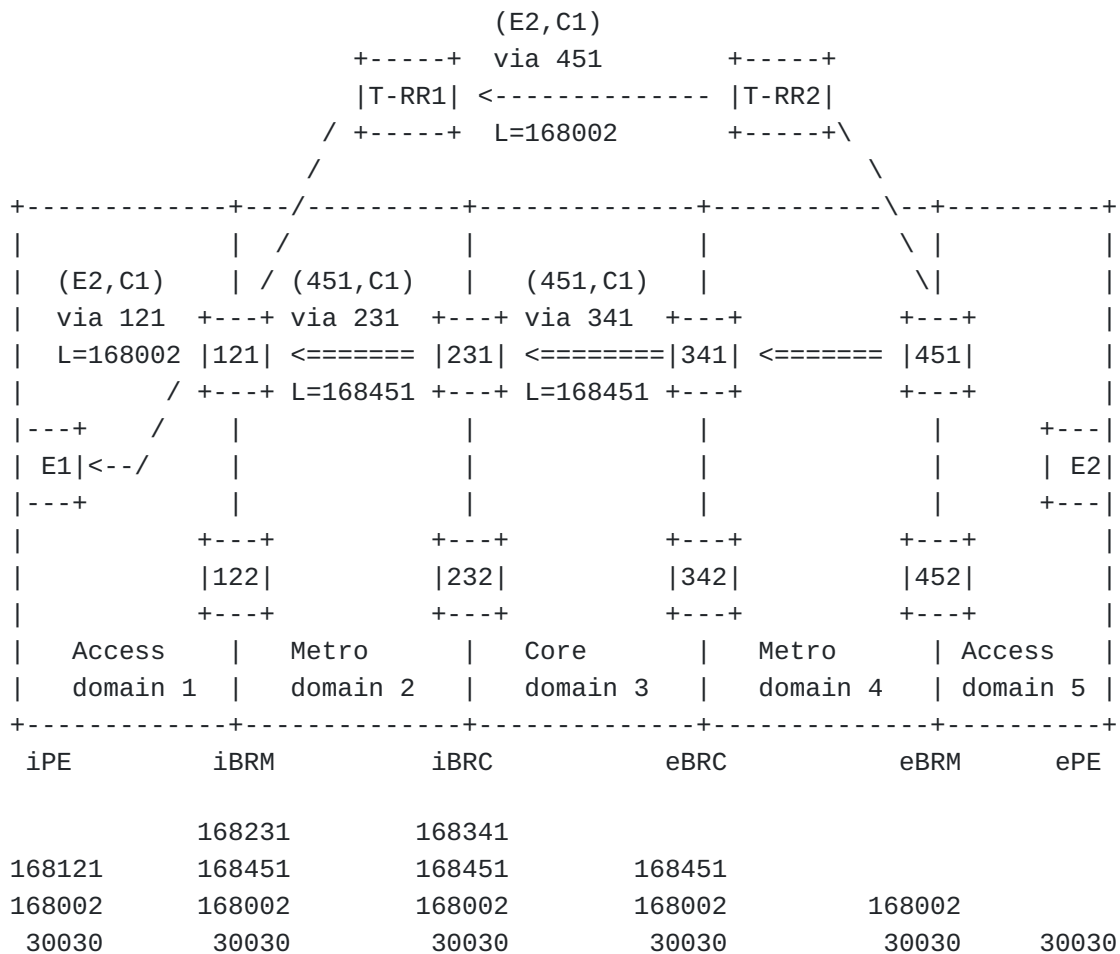 (E2,C1)
+-----+ via 451 +-----+
|T-RR1| <-------------- |T-RR2|
/ +-----+ L=168002 +-----+\
/ \
+-------------+---/----------+--------------+-----------\--+----------+
| | / | | \ | |
| (E2,C1) | / (451,C1) | (451,C1) | \| |
| via 121 +---+ via 231 +---+ via 341 +---+ +---+ |
| L=168002 |121| <======= |231| <========|341| <======= |451| |
| / +---+ L=168451 +---+ L=168451 +---+ +---+ |
|---+ / | | | | +---|
| E1|<--/ | | | | | E2|
|---+ | | | | +---|
| +---+ +---+ +---+ +---+ |
| |122| |232| |342| |452| |
| +---+ +---+ +---+ +---+ |
| Access | Metro | Core | Metro | Access |
| domain 1 | domain 2 | domain 3 | domain 4 | domain 5 |
+-------------+--------------+--------------+--------------+----------+
iPE iBRM iBRC eBRC eBRM ePE
168231 168341
168121 168451 168451 168451
168002 168002 168002 168002 168002
30030 30030 30030 30030 30030 30030